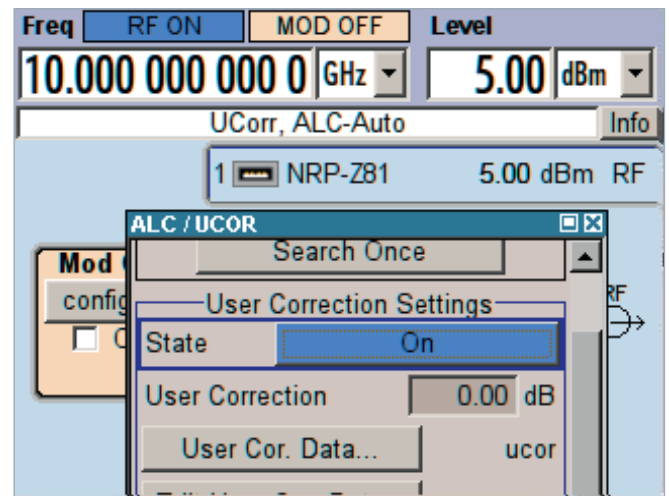 Freq RF ON MOD OFF Level
10.000 000 000 0 GHz 5.00 dBm
UCorr, ALC-Auto Info
1 NRP-Z81 5.00 dBm RF
ALC / UCOR
Search Once
Mod
config
RF
User Correction Settings
State On
User Correction 0.00 dB
User Cor. Data... ucor